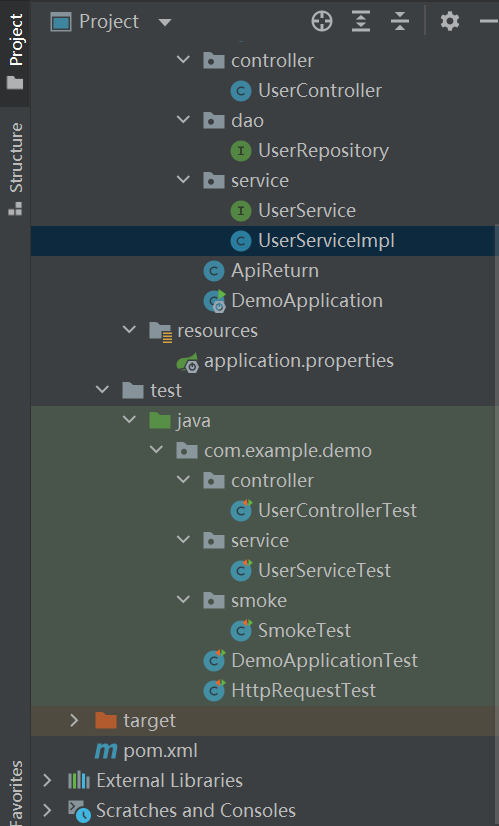 Project
Project
Structure
Favorites
controller
UserController
dao
UserRepository
service
UserService
UserServiceImpl
ApiReturn
DemoApplication
resources
application.properties
test
java
com.example.demo
controller
UserControllerTest
service
UserServiceTest
smoke
SmokeTest
DemoApplicationTest
HttpRequestTest
target
pom.xml
External Libraries
Scratches and Consoles